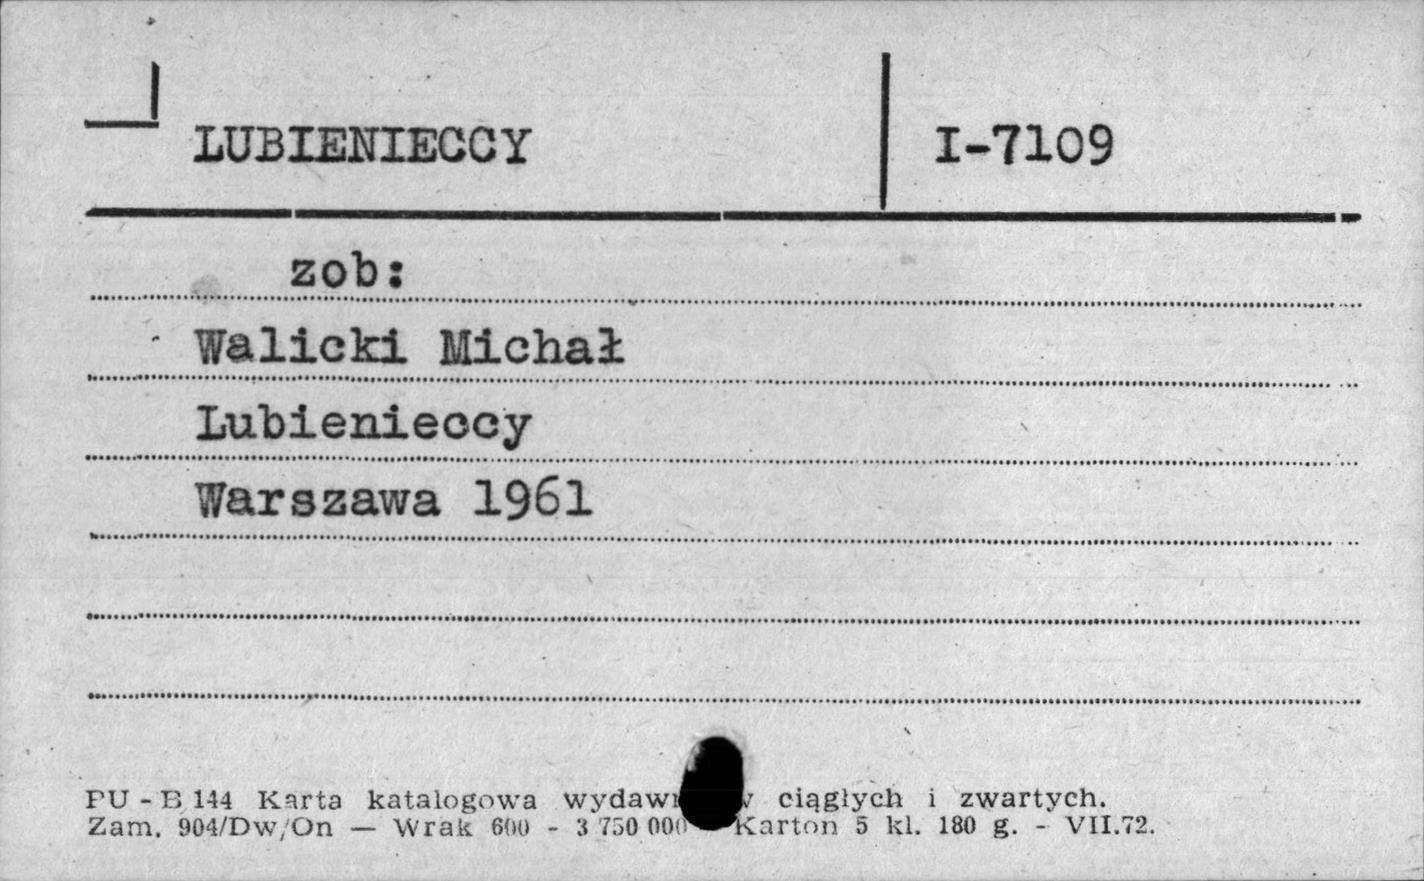 LUBIENIECCY I-7109
zob:
Walicki Michał
Lubienieccy
Warszawa 1961
PU - B 144 Karta katalogowa ciągłych i zwartych.
Zam. 904/Dw/On — Wrak 600 - 3 750 000 Karton 5 kl. 180 g. - VII.72.